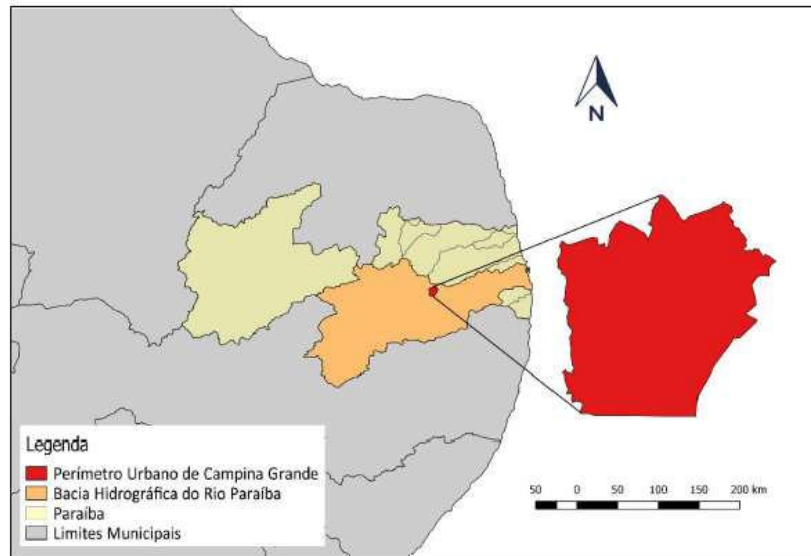 N
Legenda
Perímetro Urbano de Campina Grande
Bacia Hidrográfica do Rio Paraíba
Paraíba
Limites Municipais
50 0 50 100 150 200 km